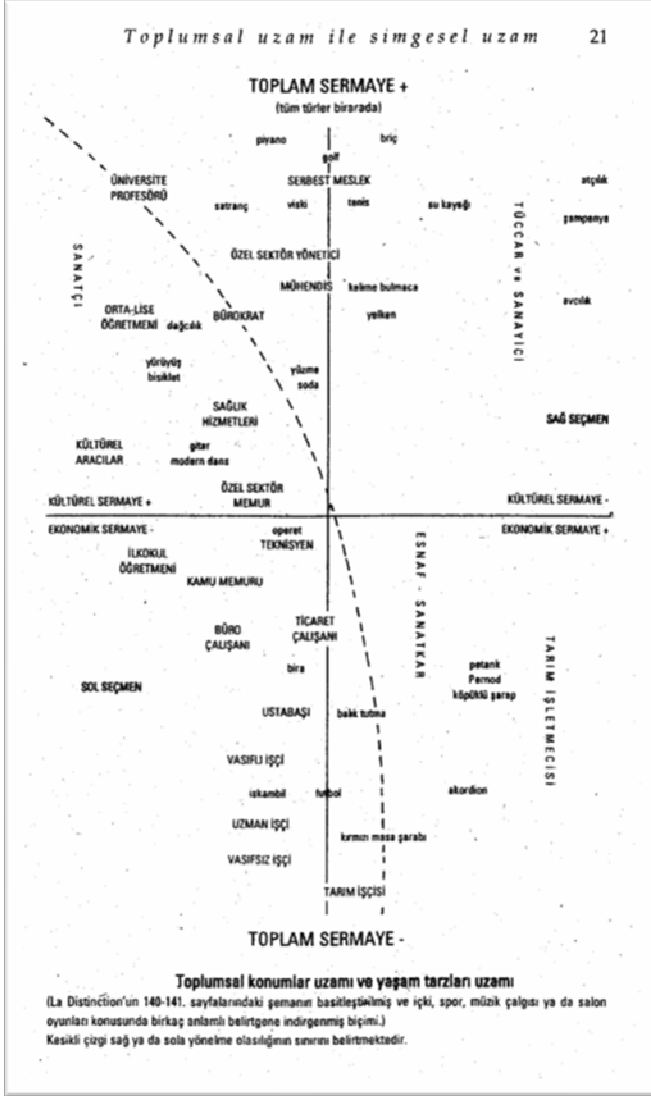 Toplumsal uzam ile simgesel uzam 21
TOPLAM SERMAYE +
(tüm türler birarada)
piyano briç
golf
ÜNİVERSİTE
PROFESÖRÜ
SERBEST MESLEK
atçılık
satranç viski tenis su kayağı
şampanya
SANATÇI
TÜCCAR ve SANAYİCİ
ÖZEL SEKTÖR YÖNETİCİ
MÜHENDİS kelime bulmaca
avcılık
ORTA-LİSE
ÖĞRETMENİ dağcılık
BÜROKRAT
yelken
yürüyüş
bisiklet
yüzme
soda
SAĞLIK
HİZMETLERİ
SAĞ SEÇMEN
KÜLTÜREL
ARACILAR
gitar
modern dans
ÖZEL SEKTÖR
MEMUR
KÜLTÜREL SERMAYE + KÜLTÜREL SERMAYE -
EKONOMİK SERMAYE - EKONOMİK SERMAYE +
operet
TEKNİSYEN
İLKOKUL
ÖĞRETMENİ
KAMU MEMURU
ESNAF - SANATKAR
TİCARET
ÇALIŞANI
BÜRO
ÇALIŞANI
TARIM İŞLETMECİSİ
bira
petank
Pernod
köpüklü şarap
SOL SEÇMEN
USTABAŞI balık tutma
VASIFLI İŞÇİ
iskambil futbol akordion
UZMAN İŞÇİ
kırmızı masa şarabı
VASIFSIZ İŞÇİ
TARIM İŞÇİSİ
TOPLAM SERMAYE -
Toplumsal konumlar uzamı ve yaşam tarzları uzamı
(La Distinction'un 140-141. sayfalarındaki şemanın basitleştirilmiş ve içki, spor, müzik çalgısı ya da salon
oyunları konusunda birkaç anlamlı belirtgene indirgenmiş biçimi.)
Kesikli çizgi sağ ya da sola yönelme olasılığının sınırını belirtmektedir.